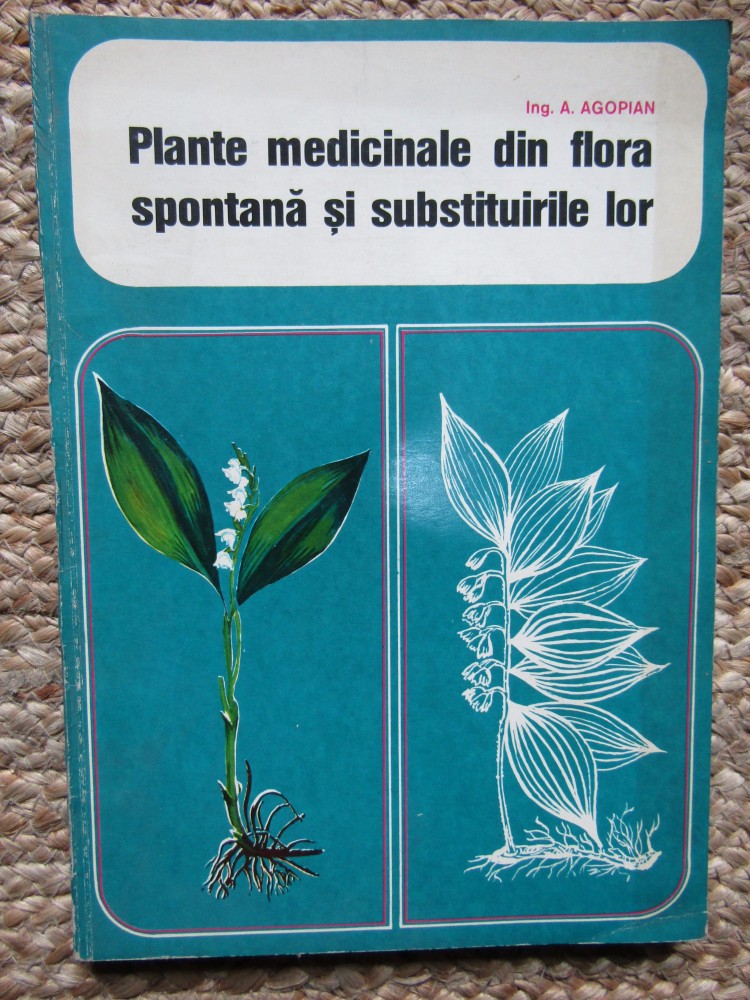 Ing. A. AGOPIAN
Plante medicinale din flora
spontană și substituirile lor